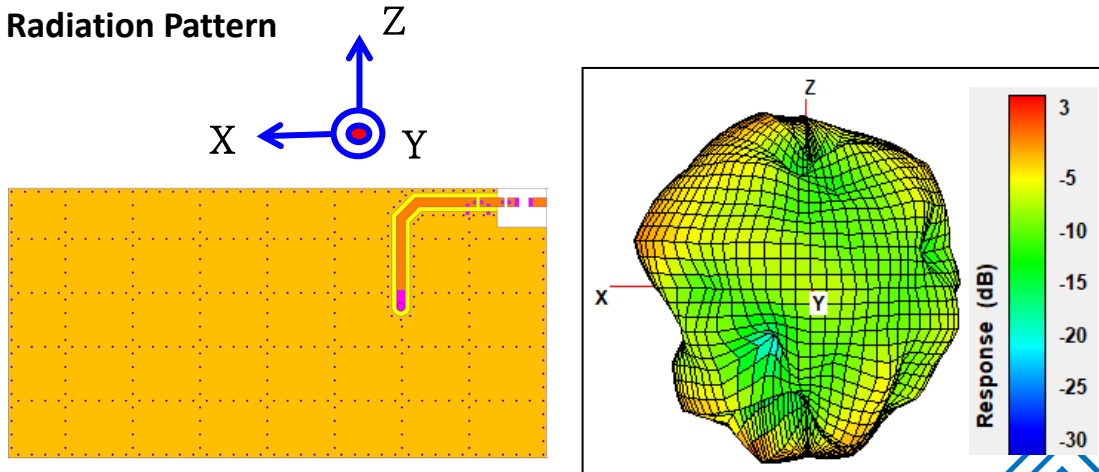 Radiation Pattern
Z
X
Y
Z
X
Y
Response (dB)
3
-5
-10
-15
-20
-25
-30